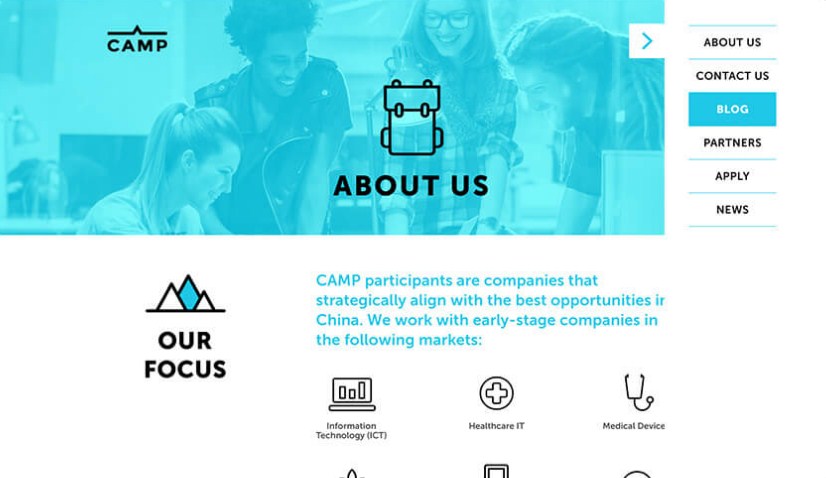 CAMP
ABOUT US
ABOUT US
CONTACT US
BLOG
PARTNERS
APPLY
NEWS
OUR
FOCUS
CAMP participants are companies that
strategically align with the best opportunities in
China. We work with early-stage companies in
the following markets:
Information
Technology (ICT)
Healthcare IT
Medical Device